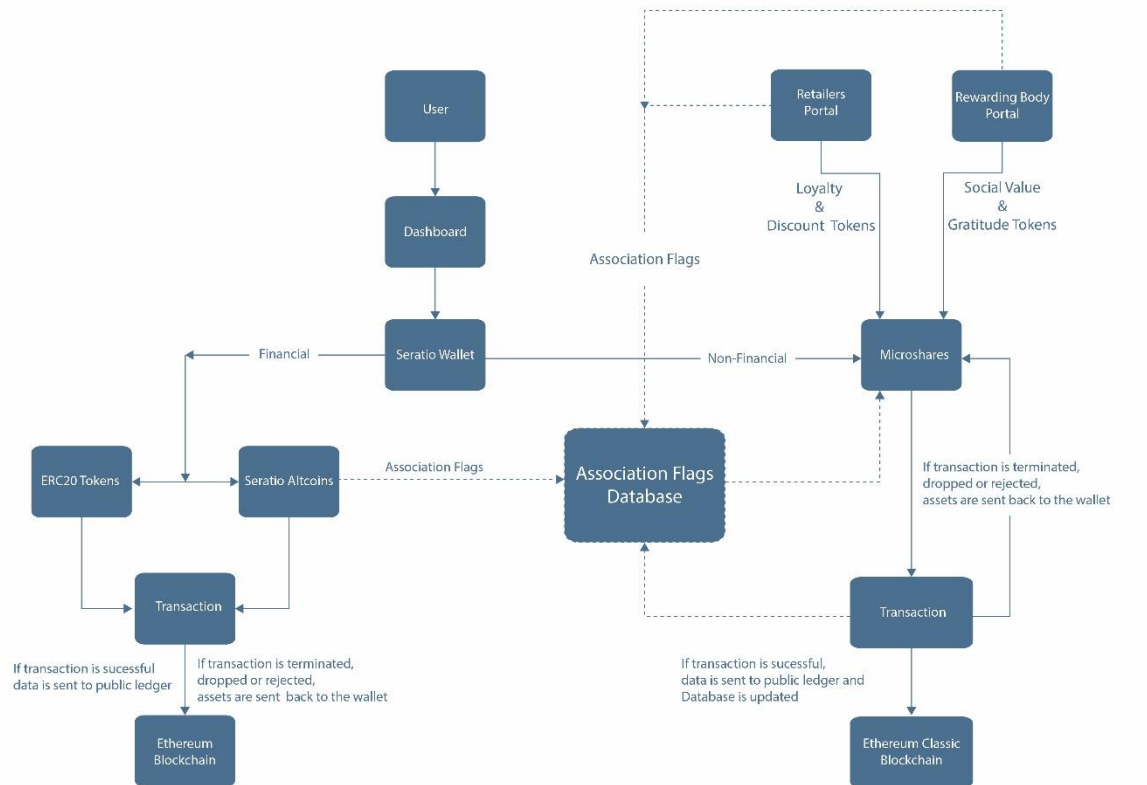 Retailers
Portal
Rewarding Body
Portal
User
Loyalty
&
Discount Tokens
Social Value
&
Gratitude Tokens
Dashboard
Association Flags
Financial
Seratio Wallet
Non-Financial
Microshares
ERC20 Tokens
Seratio Altcoins
Association Flags
Association Flags
Database
If transaction is terminated,
dropped or rejected,
assets are sent back to the wallet
Transaction
Transaction
If transaction is sucessful
data is sent to public ledger
If transaction is terminated,
dropped or rejected,
assets are sent back to the wallet
If transaction is sucessful,
data is sent to public ledger and
Database is updated
Ethereum
Blockchain
Ethereum Classic
Blockchain